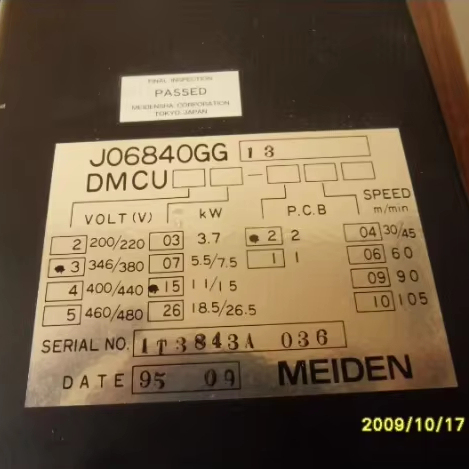 FINAL INSPECTION
PASSED
MEIDENSHA CORPORATION
TOKYO JAPAN
J06840GG 13
DMCU -
VOLT (V) kW P.C.B SPEED m/min
2 200/220 03 3.7 2 2 04 30/45
3 346/380 07 5.5/7.5 1 1 06 60
4 400/440 15 11/15 09 90
5 460/480 26 18.5/26.5 10 105
SERIAL NO. 1T3843A 036
DATE 95 09
MEIDEN
2009/10/17